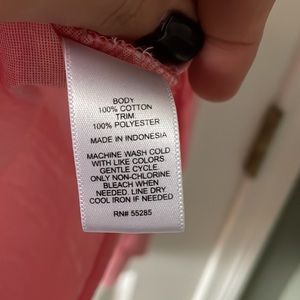 BODY
100% COTTON
TRIM
100% POLYESTER
MADE IN INDONESIA
MACHINE WASH COLD
WITH LIKE COLORS
GENTLE CYCLE
ONLY NON-CHLORINE
BLEACH WHEN
NEEDED. LINE DRY
COOL IRON IF NEEDED
RN# 55285